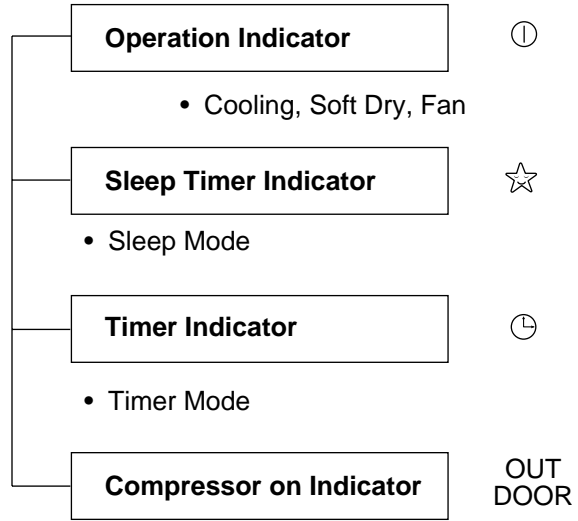 Operation Indicator
• Cooling, Soft Dry, Fan
Sleep Timer Indicator
• Sleep Mode
Timer Indicator
• Timer Mode
Compressor on Indicator
OUT
DOOR